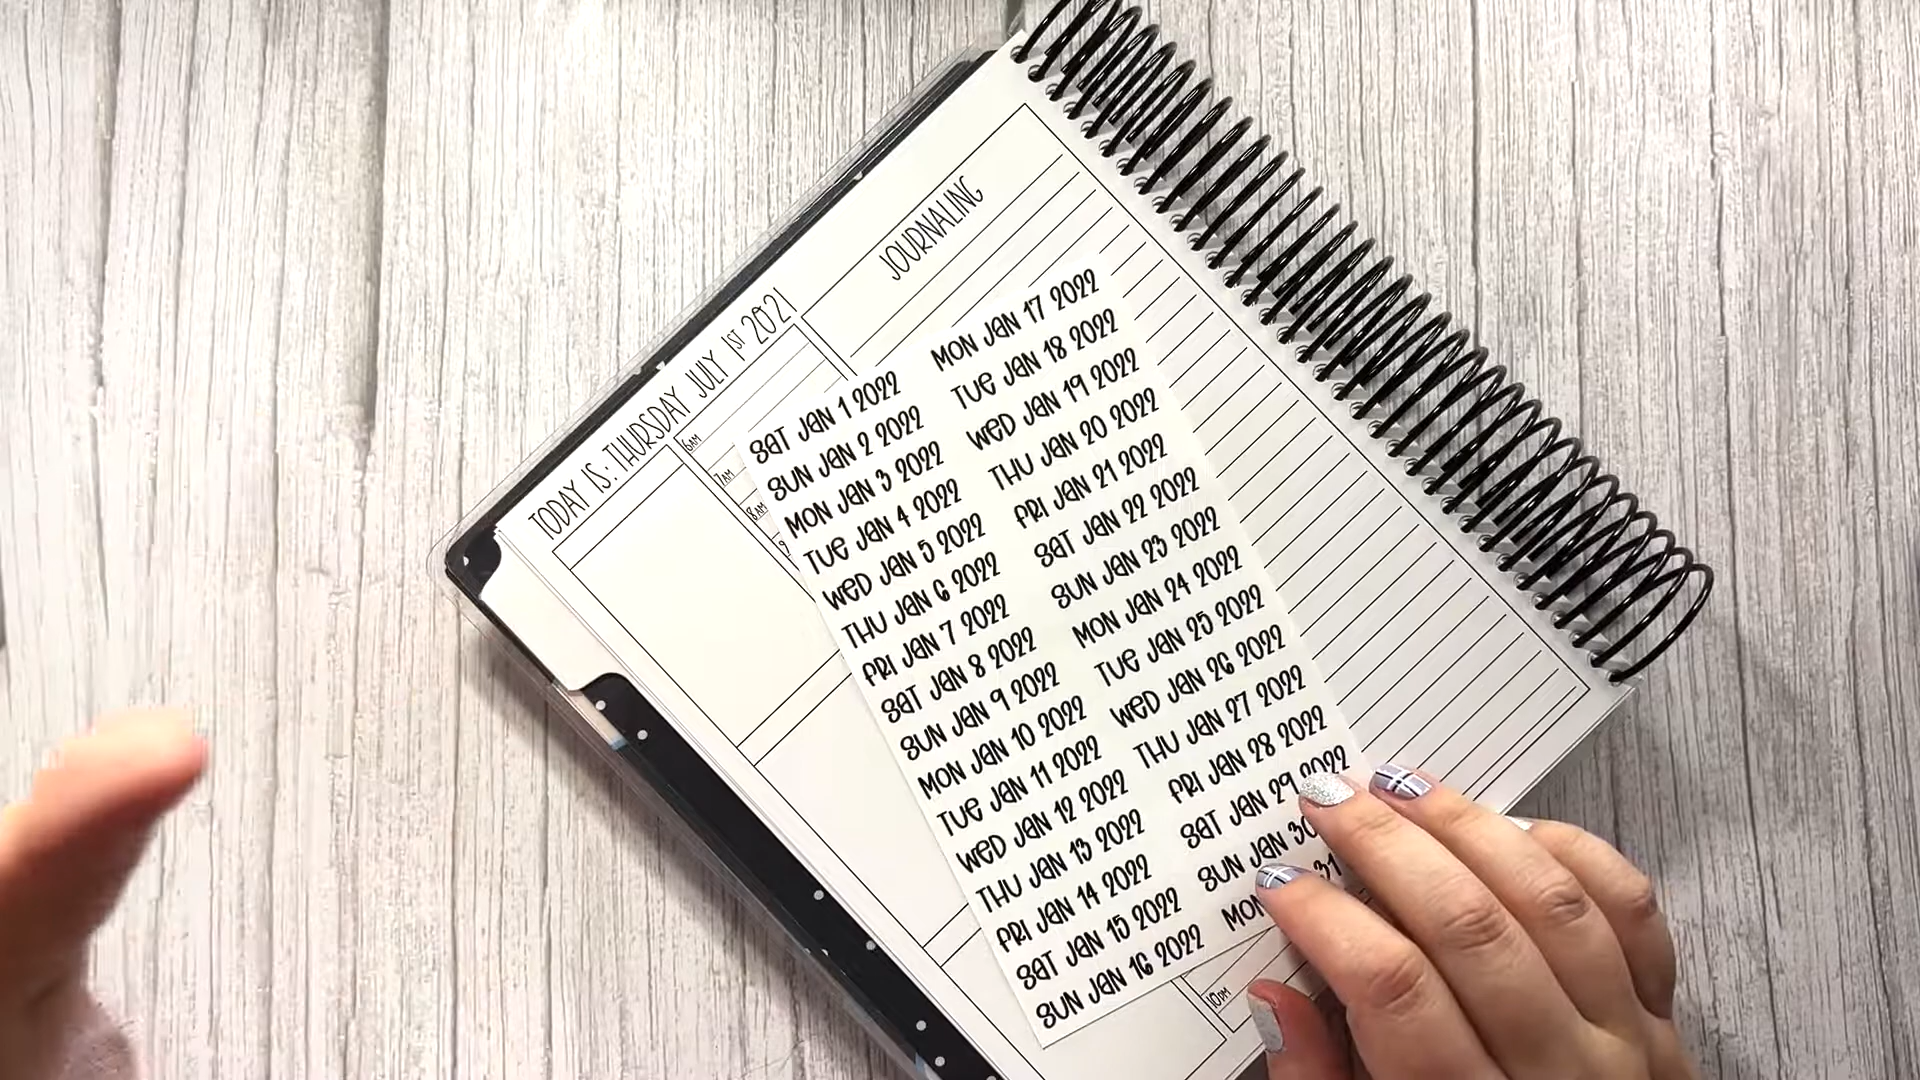 TODAY IS: THURSDAY JULY 1ST 2021
JOURNALING
6AM
7AM
8AM
SAT JAN 1 2022
SUN JAN 2 2022
MON JAN 3 2022
TUE JAN 4 2022
WED JAN 5 2022
THU JAN 6 2022
FRI JAN 7 2022
SAT JAN 8 2022
SUN JAN 9 2022
MON JAN 10 2022
TUE JAN 11 2022
WED JAN 12 2022
THU JAN 13 2022
FRI JAN 14 2022
SAT JAN 15 2022
SUN JAN 16 2022
MON JAN 17 2022
TUE JAN 18 2022
WED JAN 19 2022
THU JAN 20 2022
FRI JAN 21 2022
SAT JAN 22 2022
SUN JAN 23 2022
MON JAN 24 2022
TUE JAN 25 2022
WED JAN 26 2022
THU JAN 27 2022
FRI JAN 28 2022
SAT JAN 29 2022
SUN JAN 30
MON 31
10PM